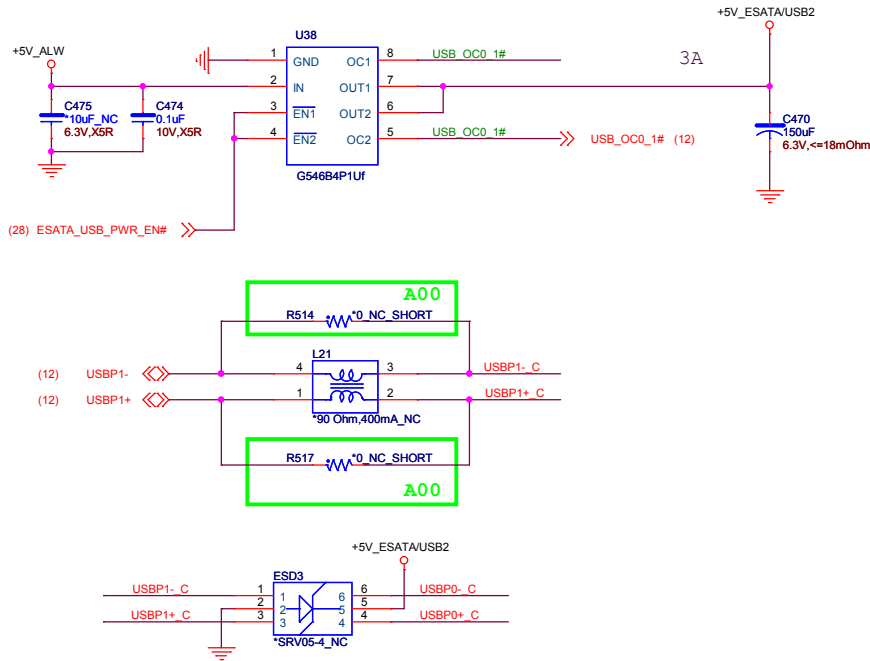 +5V_ESATA/USB2
U38
+5V_ALW
1 GND OC1 8 USB_OC0_1#
3A
2 IN OUT1 7
C475 C474
*10uF_NC 0.1uF
6.3V,X5R 10V,X5R
3 EN1 OUT2 6
C470
150uF
6.3V,<=18mOhm
4 EN2 OC2 5 USB_OC0_1#
USB_OC0_1# (12)
G546B4P1Uf
(28) ESATA_USB_PWR_EN#
A00
R514 *0_NC_SHORT
L21
(12) USBP1- 4 3 USBP1-_C
(12) USBP1+ 1 2 USBP1+_C
*90 Ohm,400mA_NC
R517 *0_NC_SHORT
A00
+5V_ESATA/USB2
ESD3
USBP1-_C 1 1 6 6 USBP0-_C
2 2 5 5
USBP1+_C 3 3 4 4 USBP0+_C
*SRV05-4_NC